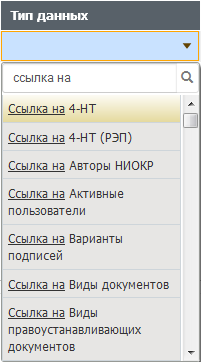 Тип данных
ссылка на
Ссылка на 4-НТ
Ссылка на 4-НТ (РЭП)
Ссылка на Авторы НИОКР
Ссылка на Активные
пользователи
Ссылка на Варианты
подписей
Ссылка на Виды документов
Ссылка на Виды
правоустанавливающих
документов